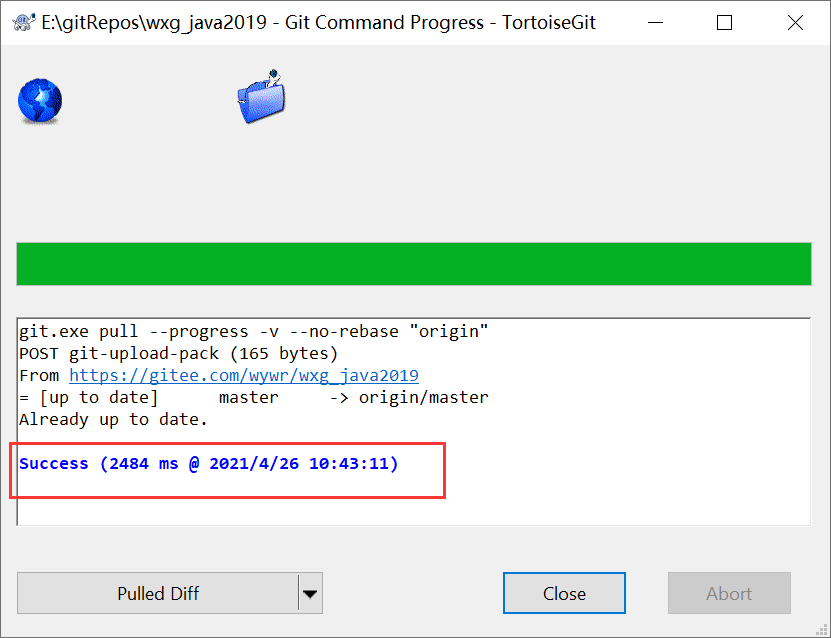 E:\gitRepos\wxg_java2019 - Git Command Progress - TortoiseGit
git.exe pull --progress -v --no-rebase "origin"
POST git-upload-pack (165 bytes)
From https://gitee.com/wywr/wxg_java2019
= [up to date]      master     -> origin/master
Already up to date.
Success (2484 ms @ 2021/4/26 10:43:11)
Pulled Diff
Close
Abort